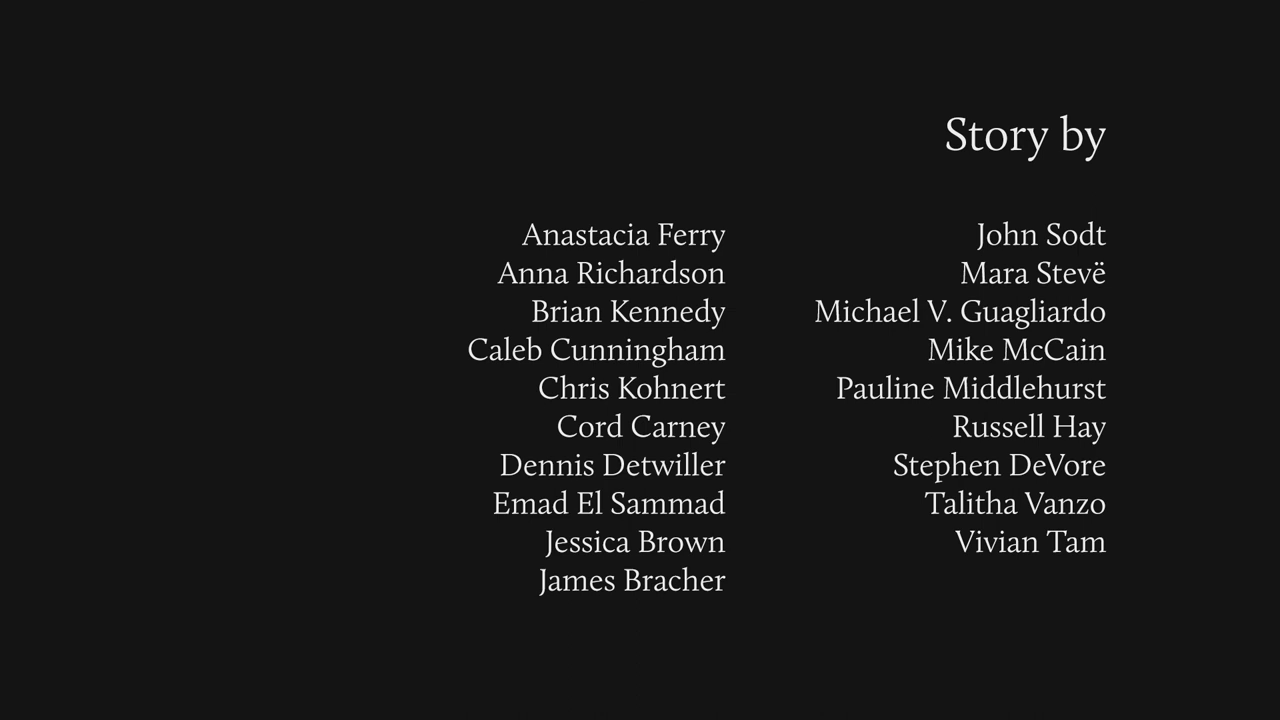 Story by
Anastacia Ferry
Anna Richardson
Brian Kennedy
Caleb Cunningham
Chris Kohnert
Cord Carney
Dennis Detwiller
Emad El Sammad
Jessica Brown
James Bracher
John Sodt
Mara Stevë
Michael V. Guagliardo
Mike McCain
Pauline Middlehurst
Russell Hay
Stephen DeVore
Talitha Vanzo
Vivian Tam